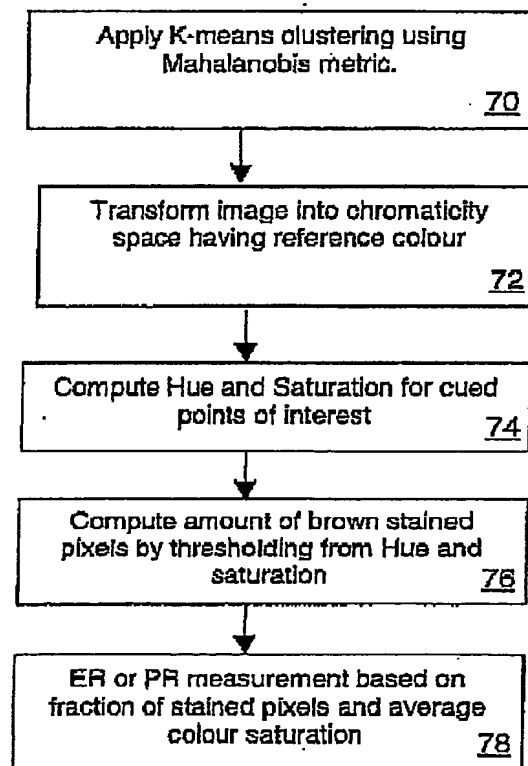 Apply K-means clustering using
Mahalanobis metric.
70
Transform image into chromaticity
space having reference colour
72
Compute Hue and Saturation for cued
points of interest
74
Compute amount of brown stained
pixels by thresholding from Hue and
saturation
76
ER or PR measurement based on
fraction of stained pixels and average
colour saturation
78